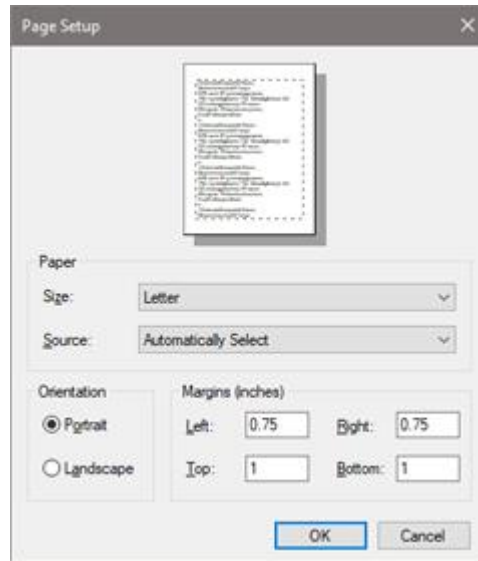 Page Setup
Paper
Size: Letter
Source: Automatically Select
Orientation
Portrait
Landscape
Margins (inches)
Left: 0.75 Right: 0.75
Top: 1 Bottom: 1
OK Cancel